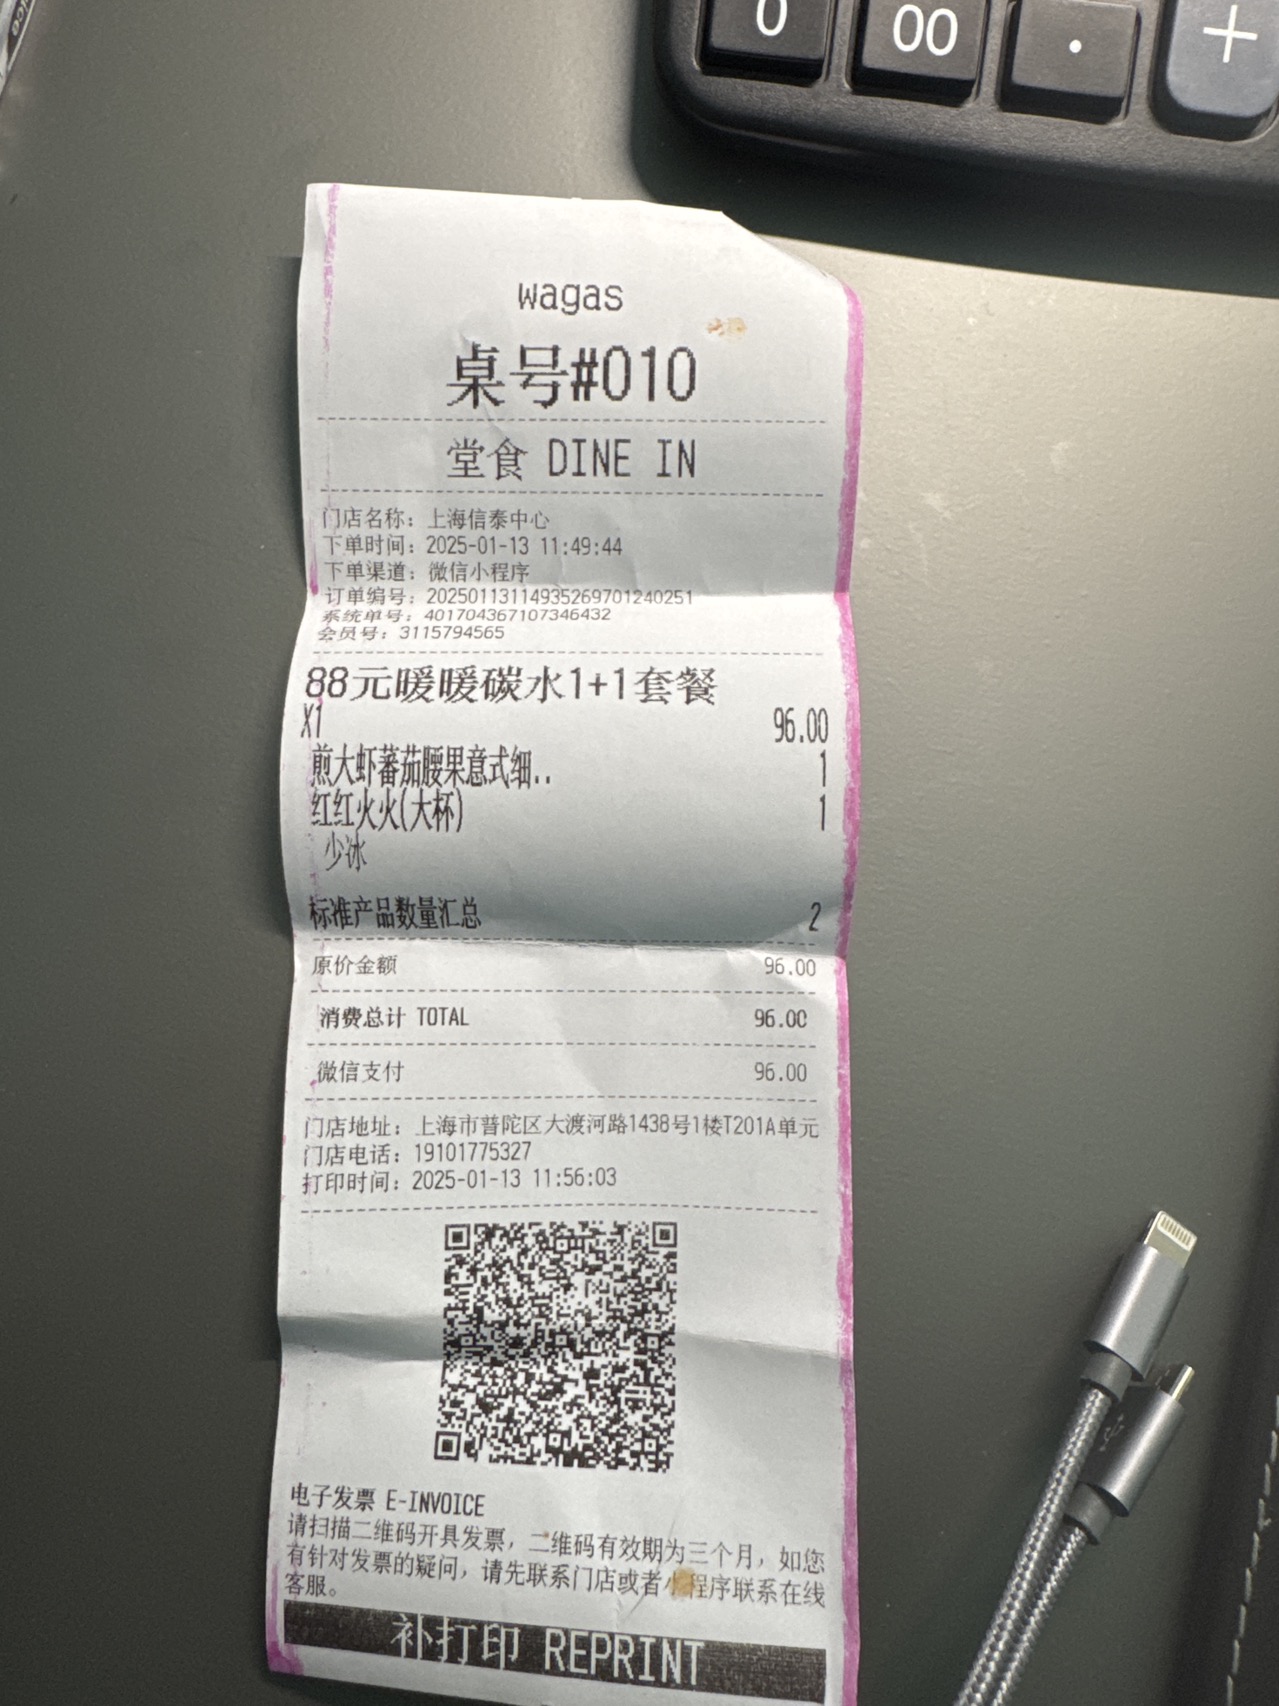 0
00
.
+
wagas
桌号#010
堂食 DINE IN
门店名称：上海信泰中心
下单时间：2025-01-13 11:49:44
下单渠道：微信小程序
订单编号：20250113114935269701240251
系统单号：401704367107346432
会员号：3115794565
88元暖暖碳水1+1套餐
X1 96.00
煎大虾蕃茄腰果意式细.. 1
红红火火(大杯) 1
少冰
标准产品数量汇总 2
原价金额 96.00
消费总计 TOTAL 96.00
微信支付 96.00
门店地址：上海市普陀区大渡河路1438号1楼T201A单元
门店电话：19101775327
打印时间：2025-01-13 11:56:03
电子发票 E-INVOICE
请扫描二维码开具发票，二维码有效期为三个月，如您
有针对发票的疑问，请先联系门店或者小程序联系在线
客服。
补打印 REPRINT